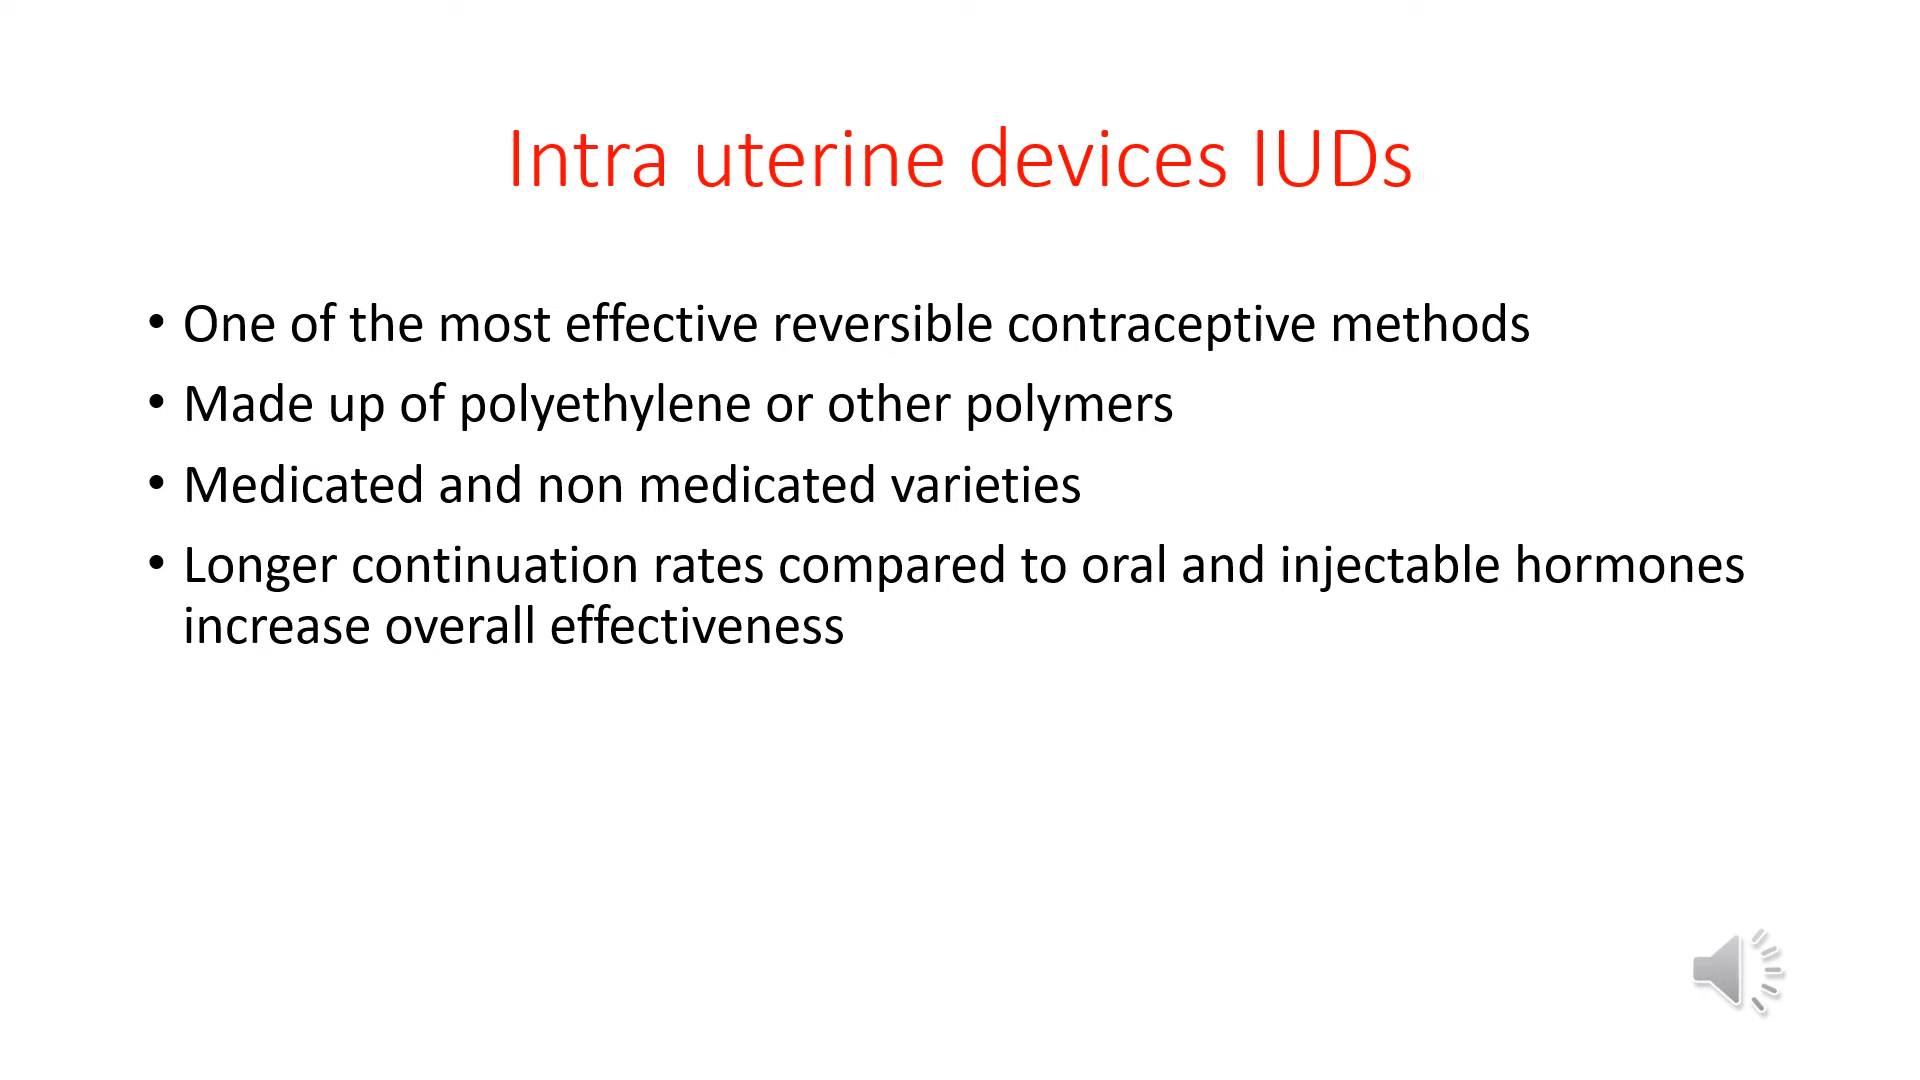 Intra uterine devices IUDs
• One of the most effective reversible contraceptive methods
• Made up of polyethylene or other polymers
• Medicated and non medicated varieties
• Longer continuation rates compared to oral and injectable hormones
increase overall effectiveness